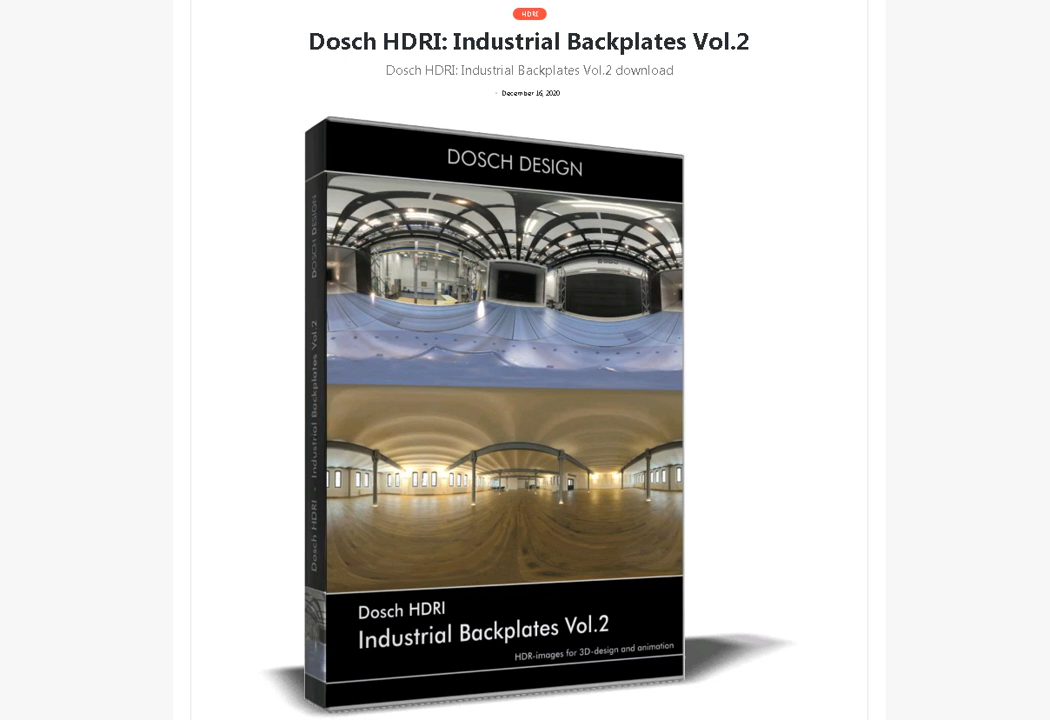 HDRI
Dosch HDRI: Industrial Backplates Vol.2
Dosch HDRI: Industrial Backplates Vol.2 download
- December 16, 2020
DOSCH DESIGN
DOSCH DESIGN
Dosch HDRI - Industrial Backplates Vol.2
Dosch HDRI
Industrial Backplates Vol.2
HDR-images for 3D-design and animation